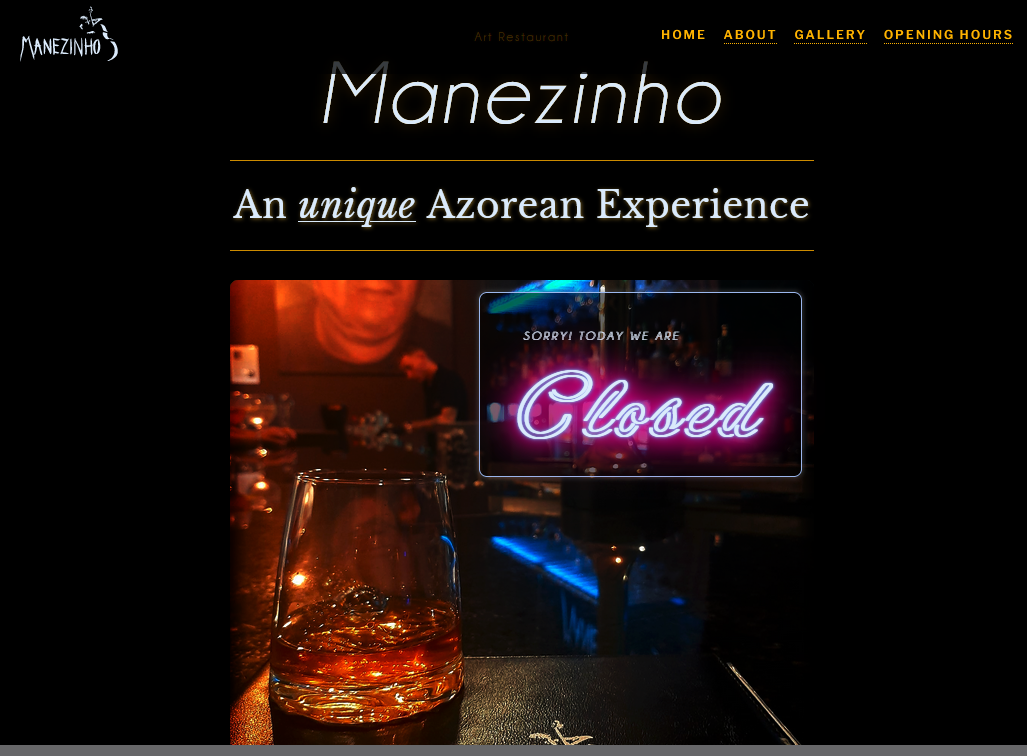 MANEZINHO
HOME ABOUT GALLERY OPENING HOURS
Art Restaurant
Manezinho
An unique Azorean Experience
SORRY! TODAY WE ARE
Closed